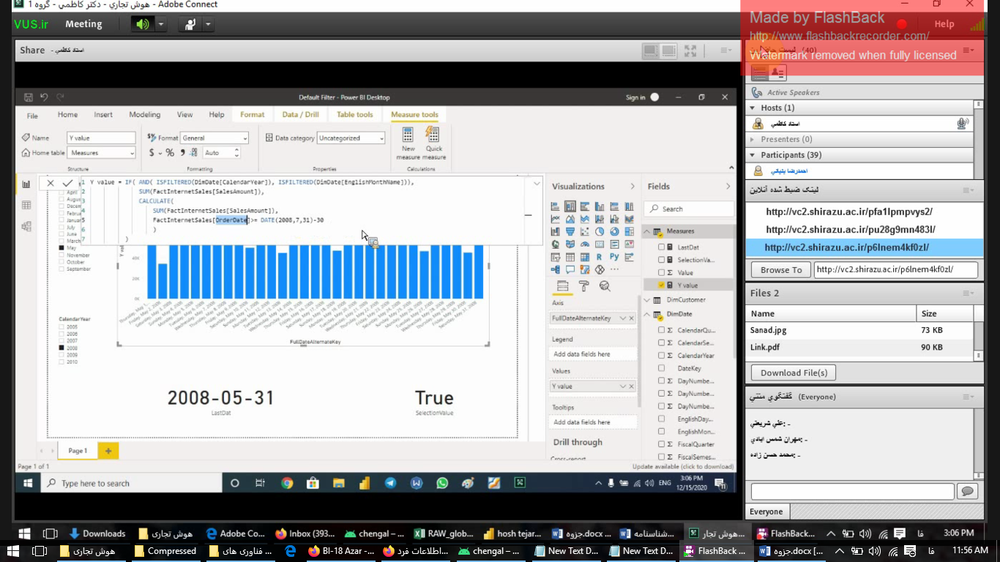 هوش تجاري - دكتر كاظمي - گروه 1 - Adobe Connect
VUS.ir
Meeting
Help
Made by FlashBack
http://www.flashbackrecorder.com/
Watermark removed when fully licensed
(40)
Share
استاد كاظمي -
Default Filter - Power BI Desktop
Sign in
File Home Insert Modeling View Help Format Data / Drill Table tools Measure tools
Name Y value
Home table Measures
Structure
Format General
$ % Auto
Formatting
Data category Uncategorized
Properties
New measure
Quick measure
Calculations
1 Y value = IF( AND( ISFILTERED(DimDate[CalendarYear]), ISFILTERED(DimDate[EnglishMonthName])),
2 SUM(FactInternetSales[SalesAmount]),
3 CALCULATE(
4 SUM(FactInternetSales[SalesAmount]),
5 FactInternetSales[OrderDate]>= DATE(2008,7,31)-30
6 )
7 )
April
July
June
March
May
November
October
September
CalendarYear
2005
2006
2007
2008
2009
2010
40K
20K
0K
FullDateAlternateKey
2008-05-31
LastDat
True
SelectionValue
Visualizations
Axis
FullDateAlternateKey
Legend
Add data fields here
Values
Y value
Tooltips
Add data fields here
Drill through
Cross-report
Fields
Search
Measures
LastDat
SelectionVa...
Value
Y value
DimCustomer
DimDate
CalendarQu...
CalendarSe...
CalendarYear
DateKey
DayNumbe...
DayNumbe...
DayNumbe...
EnglishDay...
EnglishMon...
FiscalQuarter
FiscalSemes...
Page 1
Page 1 of 1
Update available (click to download)
Type here to search
ENG
3:06 PM
12/15/2020
Active Speakers
Hosts (1)
استاد كاظمي
Presenters (0)
Participants (39)
لینک ضبط شده آنلاین
http://vc2.shirazu.ac.ir/pfa1lpmpvys2/
http://vc2.shirazu.ac.ir/pu28g9mn483l/
http://vc2.shirazu.ac.ir/p6lnem4kf0zl/
Browse To
http://vc2.shirazu.ac.ir/p6lnem4kf0zl/
Files 2
Name Size
Sanad.jpg 73 KB
Link.pdf 90 KB
Download File(s)
گفتگوي متني (Everyone)
علي شريعتي: -
مهران شمس ابادي: -
محمد حسن زاده: -
Everyone
Downloads
هوش تجاری
Adobe Co...
Inbox (393...
chengal -...
RAW_glob...
hosh tejar...
جزوه.docx ...
شناسنامه...
هوش تجار...
FlashBack...
فا
3:06 PM
هوش تجاری
Compressed
فناوری های ...
BI-18 Azar -...
اطلاعات فرد...
chengal -...
New Text D...
New Text D...
FlashBack ...
جزوه.docx [...
فا
11:56 AM